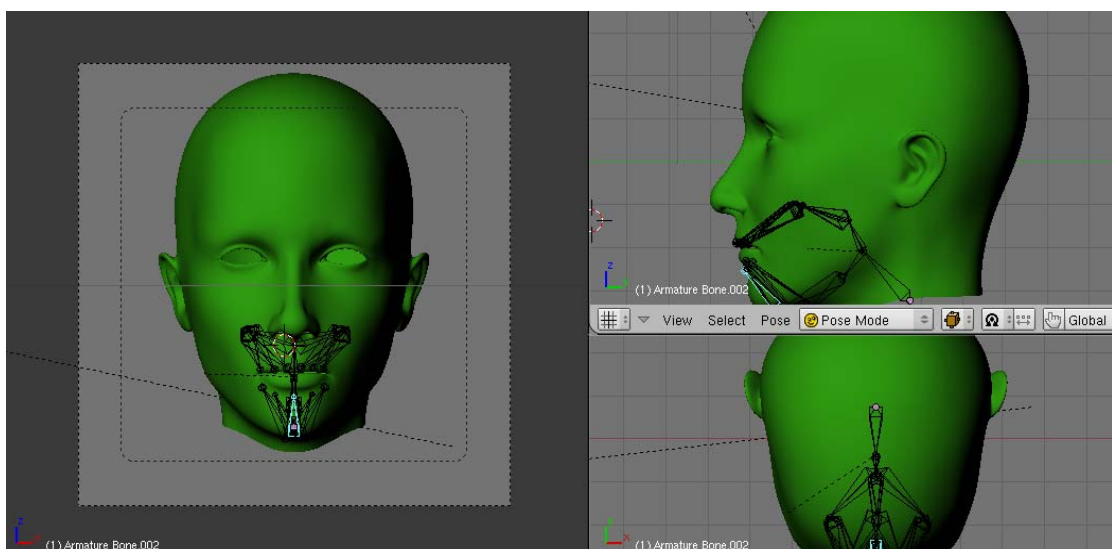 z
x
(1) Armature Bone.002
z
y
(1) Armature Bone.002
View Select Pose Pose Mode Global
z
x
(1) Armature Bone.002